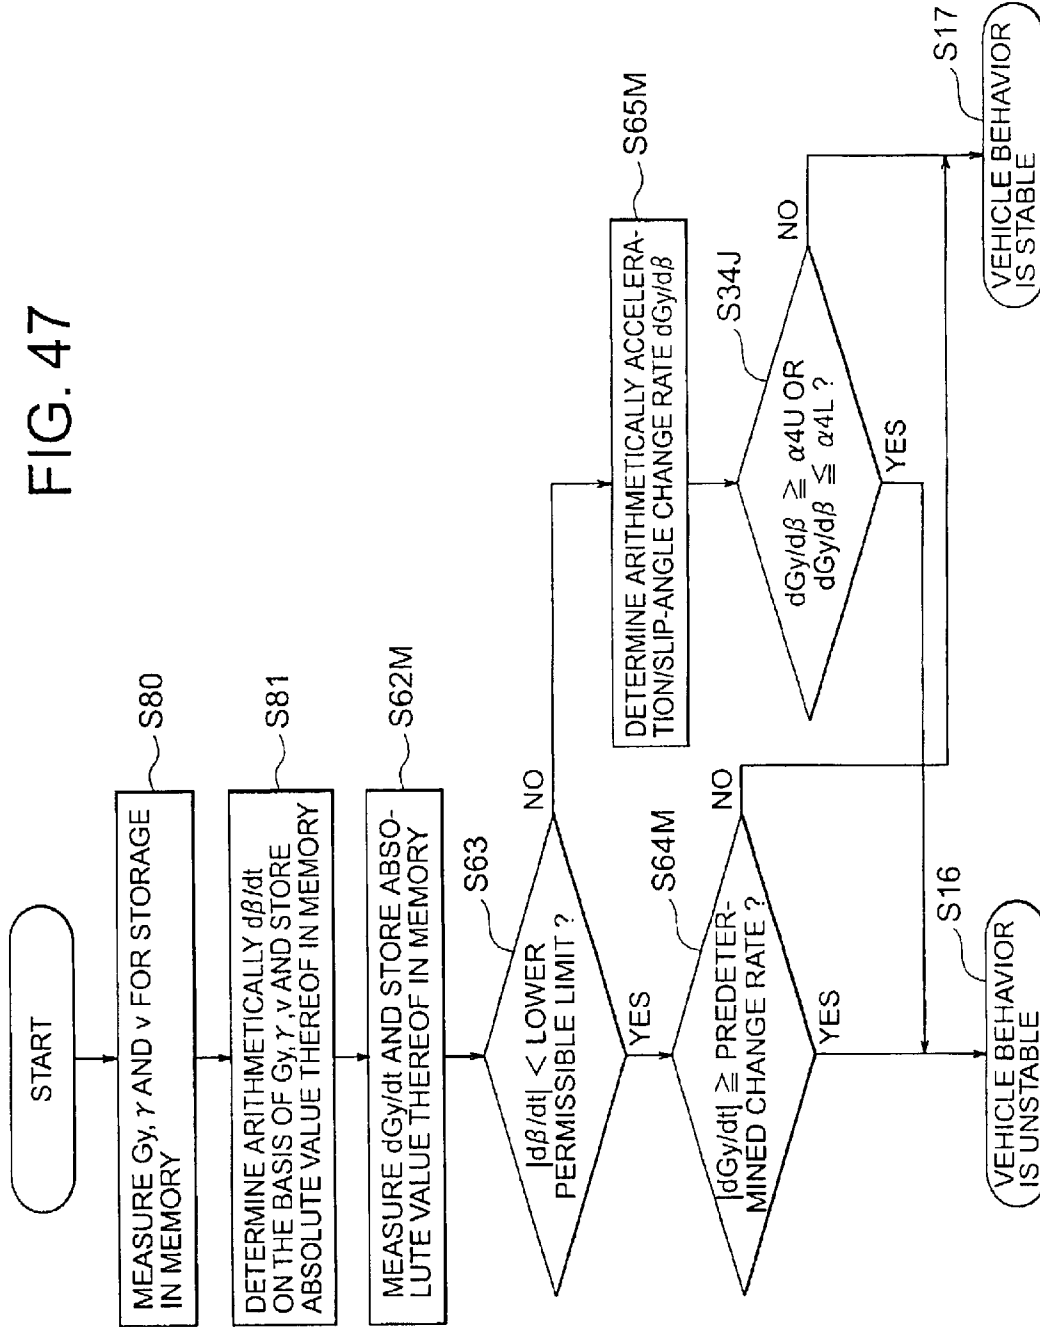 FIG. 47
START
MEASURE Gy, γ AND v FOR STORAGE
IN MEMORY
S80
DETERMINE ARITHMETICALLY dβ/dt
ON THE BASIS OF Gy, γ, v AND STORE
ABSOLUTE VALUE THEREOF IN MEMORY
S81
MEASURE dGy/dt AND STORE ABSO-
LUTE VALUE THEREOF IN MEMORY
S62M
|dβ/dt| < LOWER
PERMISSIBLE LIMIT ?
S63
NO
YES
|dGy/dt| ≧ PREDETER-
MINED CHANGE RATE ?
S64M
NO
YES
DETERMINE ARITHMETICALLY ACCELERA-
TION/SLIP-ANGLE CHANGE RATE dGy/dβ
S65M
dGy/dβ ≧ α4U OR
dGy/dβ ≦ α4L ?
S34J
NO
YES
VEHICLE BEHAVIOR
IS UNSTABLE
S16
VEHICLE BEHAVIOR
IS STABLE
S17